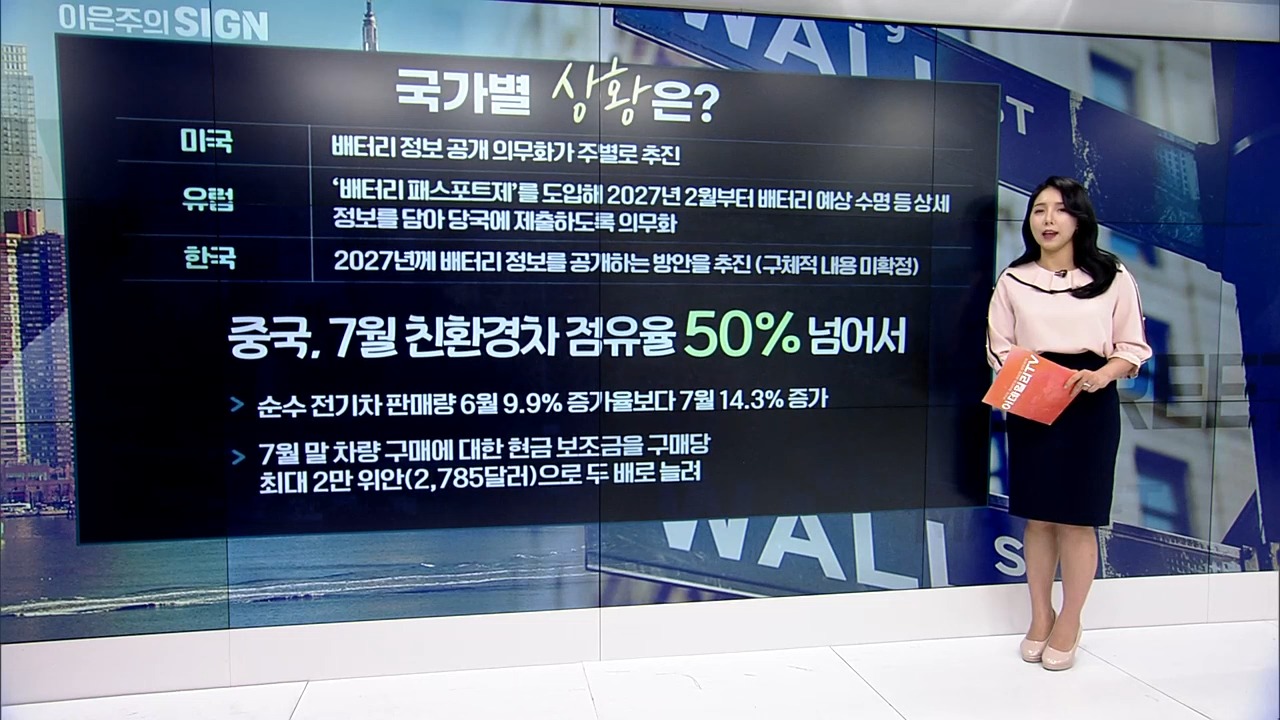 이은주의 SIGN
WALL
ST
국가별 상황은?
미국
배터리 정보 공개 의무화가 주별로 추진
유럽
‘배터리 패스포트제’를 도입해 2027년 2월부터 배터리 예상 수명 등 상세
정보를 담아 당국에 제출하도록 의무화
한국
2027년께 배터리 정보를 공개하는 방안을 추진 (구체적 내용 미확정)
중국, 7월 친환경차 점유율 50% 넘어서
순수 전기차 판매량 6월 9.9% 증가율보다 7월 14.3% 증가
7월 말 차량 구매에 대한 현금 보조금을 구매당
최대 2만 위안(2,785달러)으로 두 배로 늘려
이데일리TV
WALL S